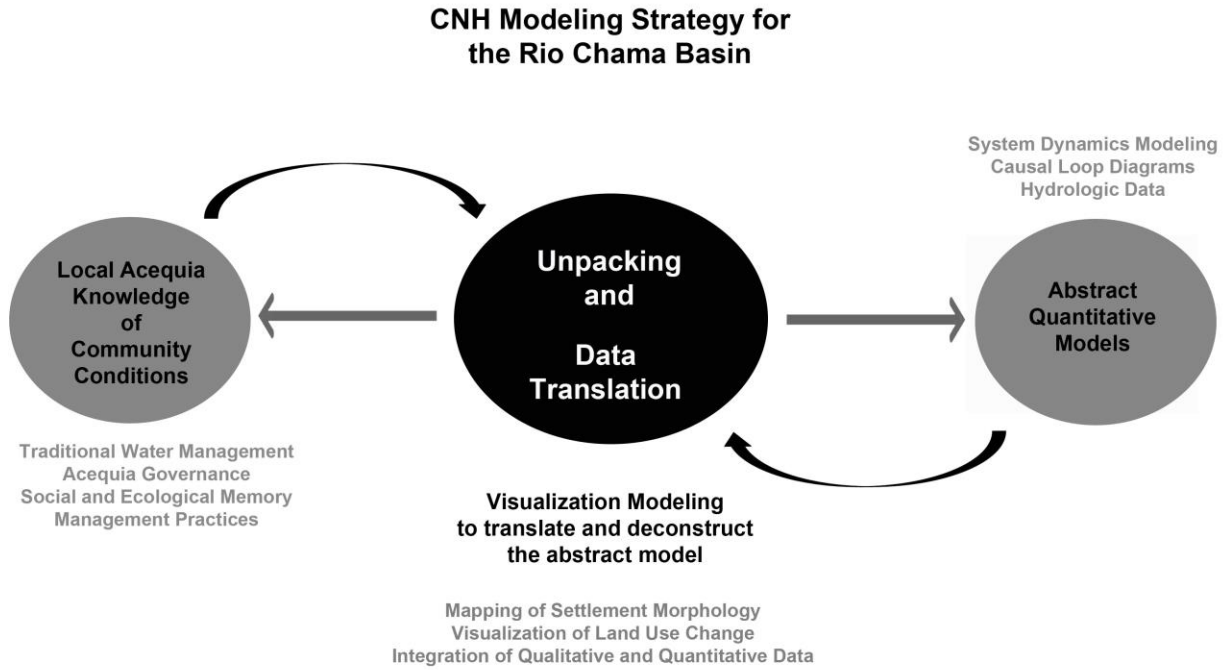 CNH Modeling Strategy for
the Rio Chama Basin
Local Acequia
Knowledge
of
Community
Conditions
Traditional Water Management
Acequia Governance
Social and Ecological Memory
Management Practices
Unpacking
and
Data
Translation
Visualization Modeling
to translate and deconstruct
the abstract model
Mapping of Settlement Morphology
Visualization of Land Use Change
Integration of Qualitative and Quantitative Data
System Dynamics Modeling
Causal Loop Diagrams
Hydrologic Data
Abstract
Quantitative
Models